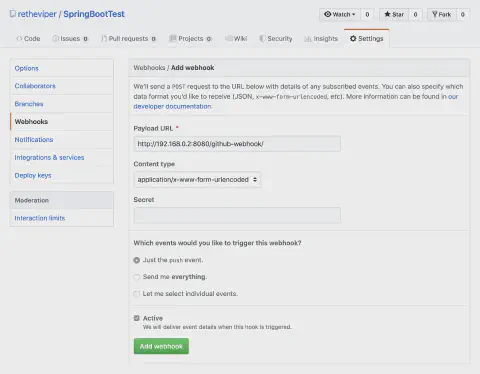 retheviper / SpringBootTest
Watch 0 Star 0 Fork 0
Code Issues 0 Pull requests 0 Projects 0 Wiki Security Insights Settings
Options
Collaborators
Branches
Webhooks
Notifications
Integrations & services
Deploy keys
Moderation
Interaction limits
Webhooks / Add webhook
We'll send a POST request to the URL below with details of any subscribed events. You can also specify which
data format you'd like to receive (JSON, x-www-form-urlencoded, etc). More information can be found in our
developer documentation.
Payload URL *
http://192.168.0.2:8080/github-webhook/
Content type
application/x-www-form-urlencoded
Secret
Which events would you like to trigger this webhook?
Just the push event.
Send me everything.
Let me select individual events.
Active
We will deliver event details when this hook is triggered.
Add webhook